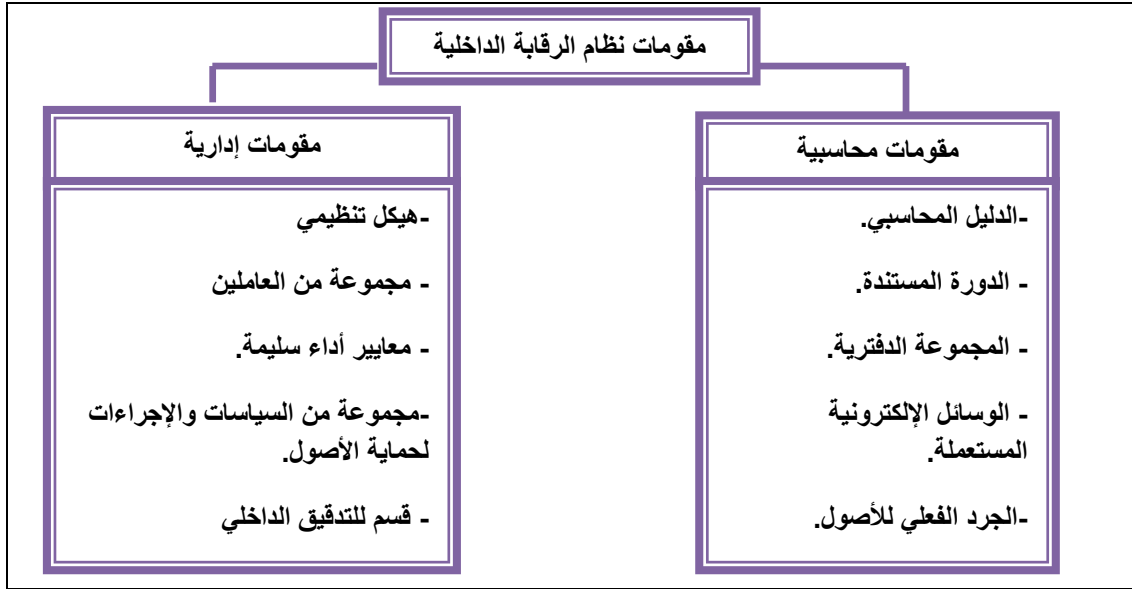 مقومات نظام الرقابة الداخلية
مقومات محاسبية
-الدليل المحاسبي.
- الدورة المستندة.
- المجموعة الدفترية.
- الوسائل الإلكترونية
المستعملة.
-الجرد الفعلي للأصول.
مقومات إدارية
-هيكل تنظيمي
- مجموعة من العاملين
- معايير أداء سليمة.
-مجموعة من السياسات والإجراءات
لحماية الأصول.
- قسم للتدقيق الداخلي